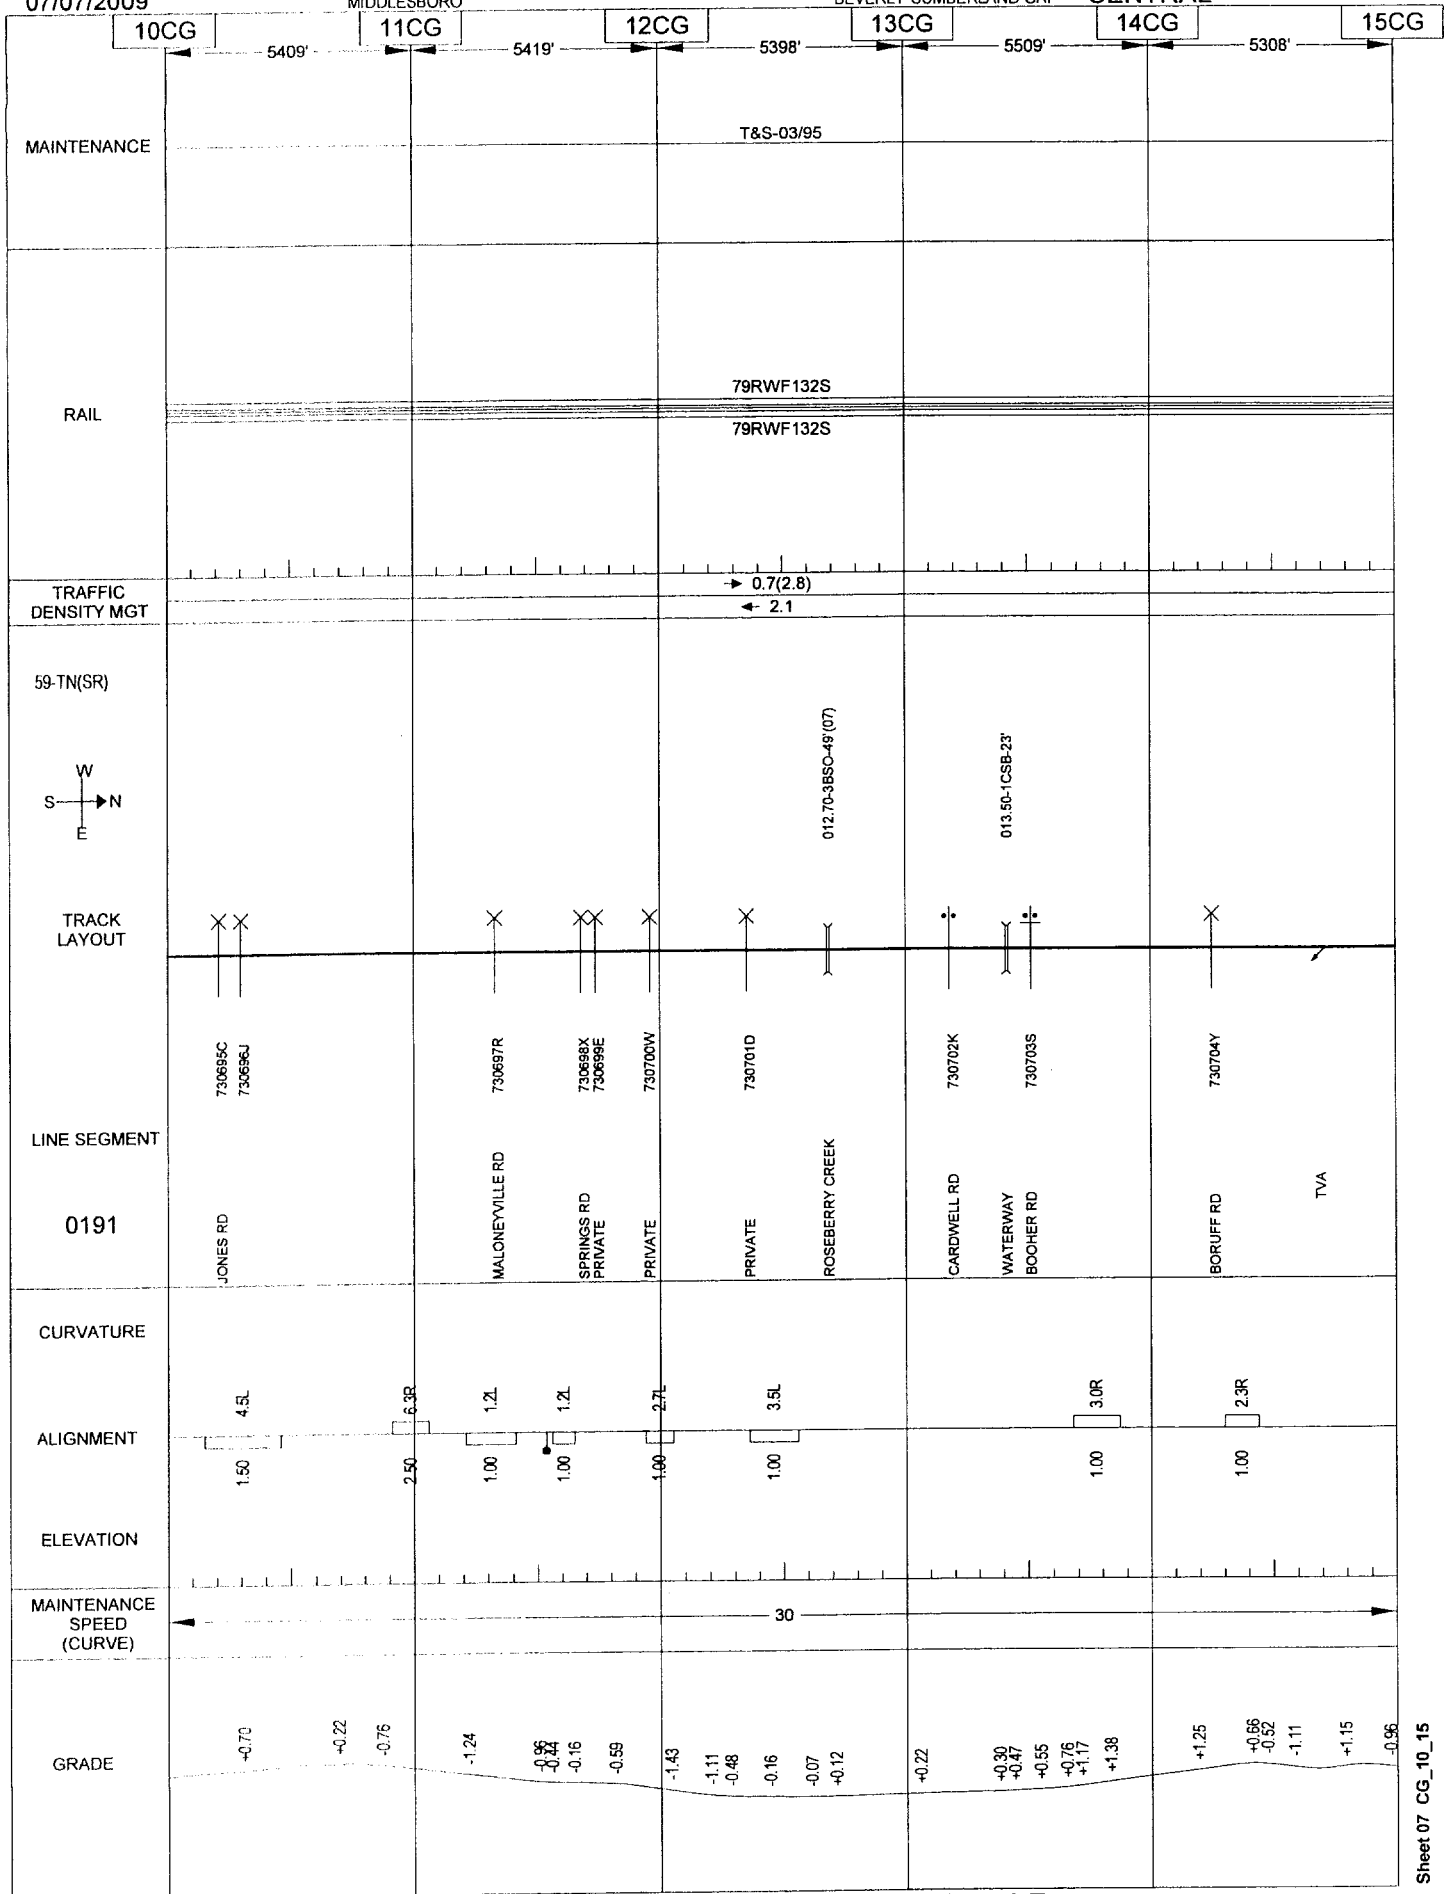 07/07/2009 MIDDLESBORO CENTRAL
10CG 11CG 12CG 13CG 14CG 15CG
5409' 5419' 5398' 5509' 5308'
MAINTENANCE
T&S-03/95
RAIL
79RWF132S
79RWF132S
TRAFFIC
DENSITY MGT
0.7(2.8)
2.1
59-TN(SR)
W
S N
E
012.70-3BSO-49'(07)
013.50-1CSB-23'
TRACK
LAYOUT
730695C
730696J
730697R
730698X
730699E
730700W
730701D
730702K
730703S
730704Y
LINE SEGMENT
0191
JONES RD
MALONEYVILLE RD
SPRINGS RD
PRIVATE
PRIVATE
PRIVATE
ROSEBERRY CREEK
CARDWELL RD
WATERWAY
BOOHER RD
BORUFF RD
TVA
CURVATURE
4.5L 6.3R 1.2L 1.2L 2.7L 3.5L 3.0R 2.3R
ALIGNMENT
1.50 2.50 1.00 1.00 1.00 1.00 1.00 1.00
ELEVATION
MAINTENANCE
SPEED
(CURVE)
30
GRADE
+0.70
+0.22
-0.76
-1.24
-0.96
-0.44
-0.16
-0.59
-1.43
-1.11
-0.48
-0.16
-0.07
+0.12
+0.22
+0.30
+0.47
+0.55
+0.76
+1.17
+1.38
+1.25
+0.66
-0.52
-1.11
+1.15
-0.96
Sheet 07 CG_10_15